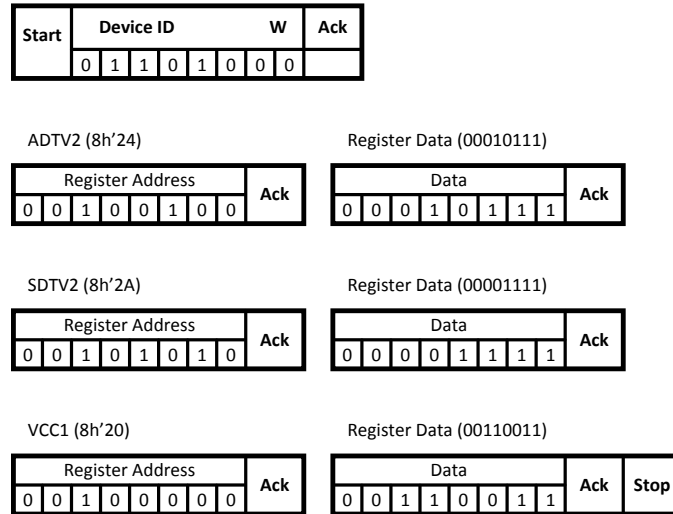 Start Device ID W Ack
0 1 1 0 1 0 0 0
ADTV2 (8h’24) Register Data (00010111)
Register Address Ack Data Ack
0 0 1 0 0 1 0 0 0 0 0 1 0 1 1 1
SDTV2 (8h’2A) Register Data (00001111)
Register Address Ack Data Ack
0 0 1 0 1 0 1 0 0 0 0 0 1 1 1 1
VCC1 (8h’20) Register Data (00110011)
Register Address Ack Data Ack Stop
0 0 1 0 0 0 0 0 0 0 1 1 0 0 1 1